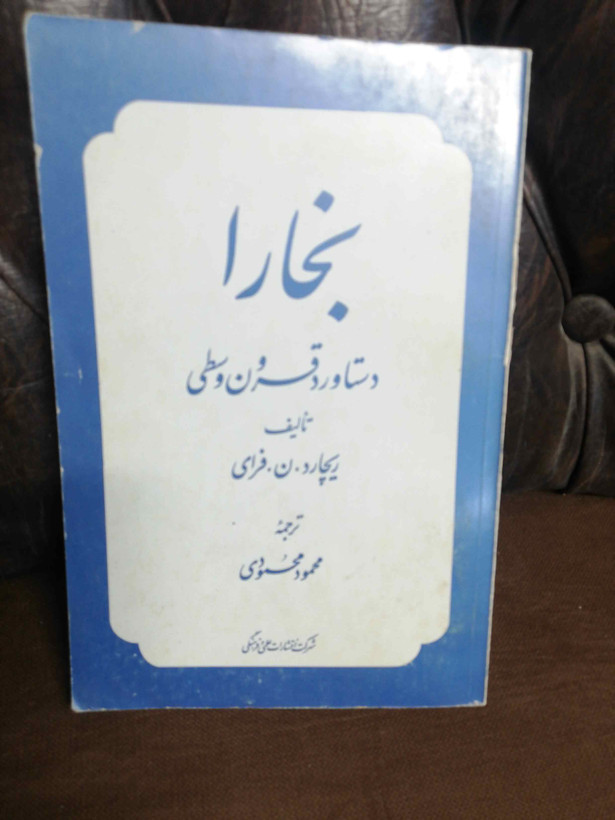 بخارا
دستاورد قرون وسطی
تألیف
ریچارد . ن . فرای
ترجمهٔ
محمود محمودی
شرکت انتشارات علمی و فرهنگی